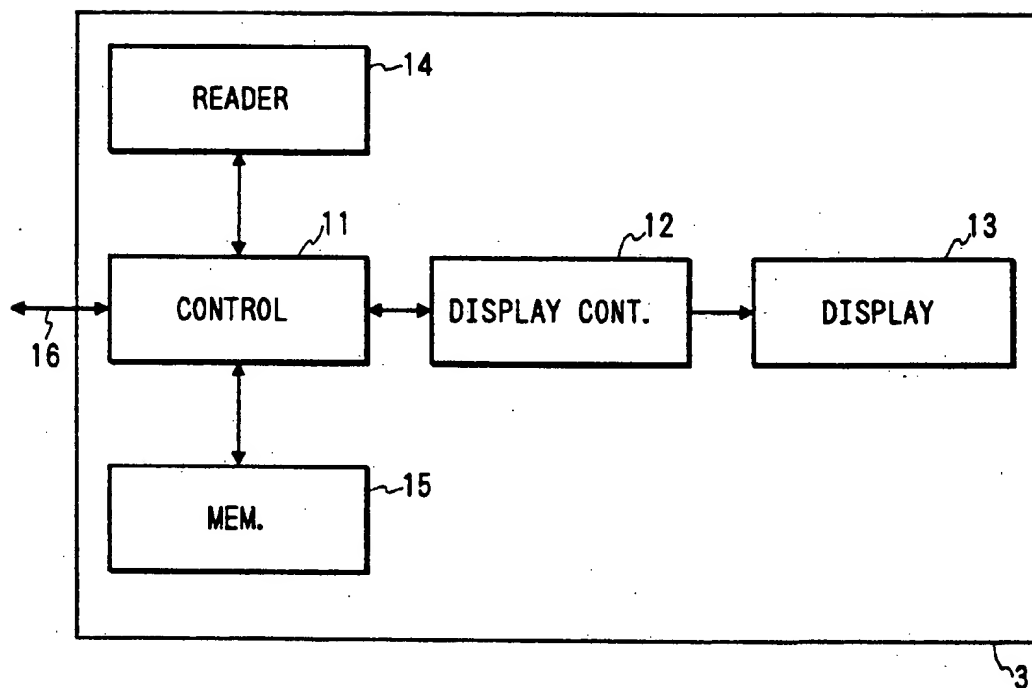 14
READER
11
12
13
CONTROL
DISPLAY CONT.
DISPLAY
16
15
MEM.
3